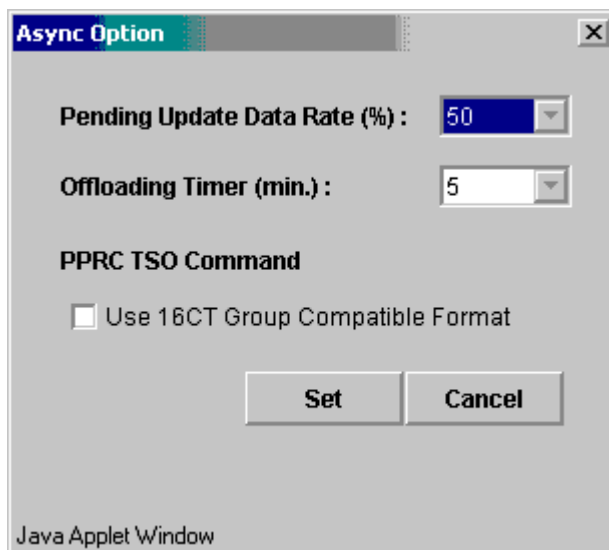 Async Option
Pending Update Data Rate (%) : 50
Offloading Timer (min.) : 5
PPRC TSO Command
Use 16CT Group Compatible Format
Set Cancel
Java Applet Window